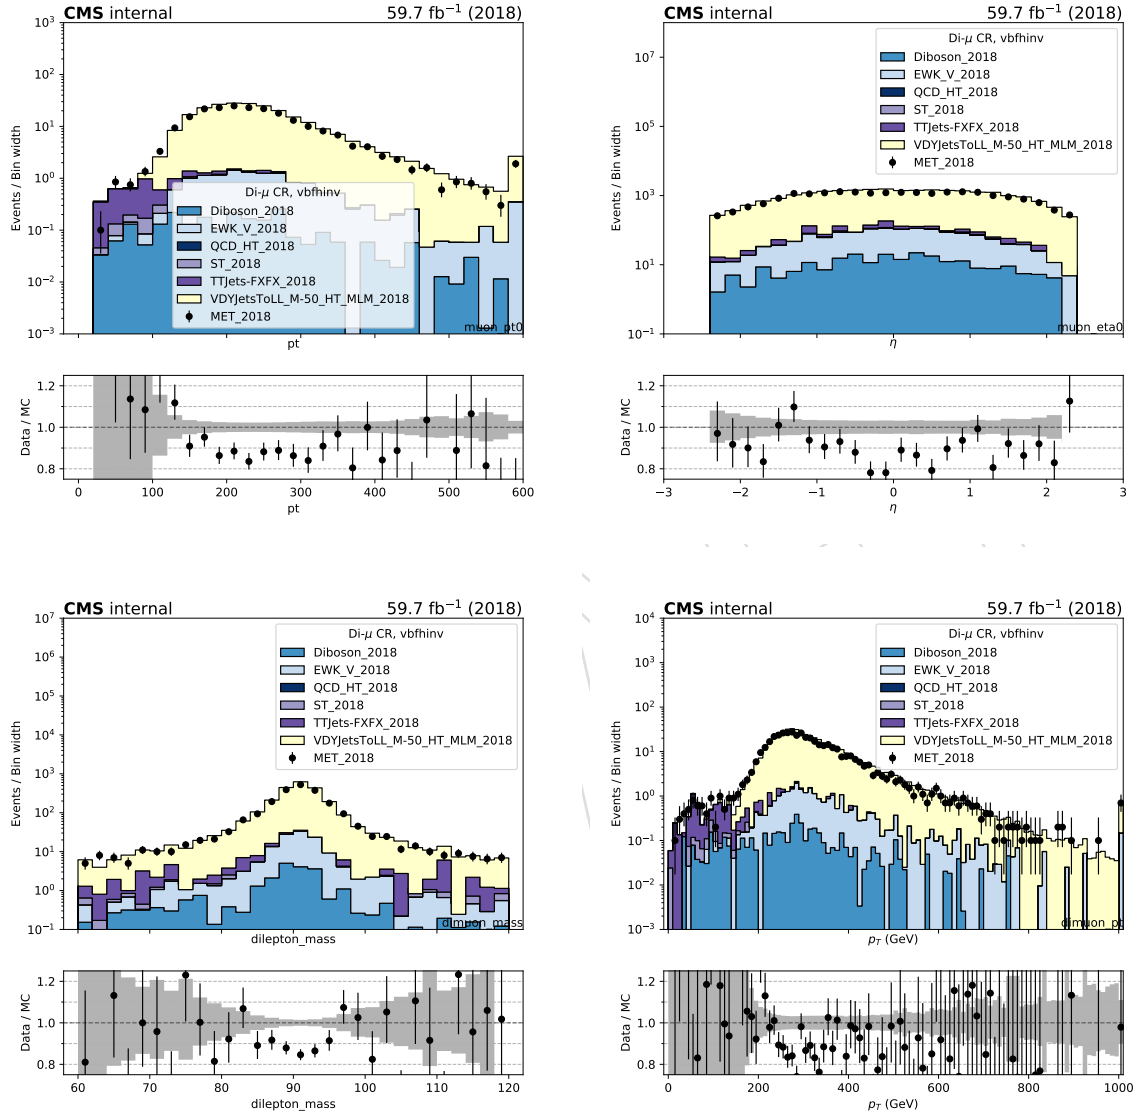 CMS internal 59.7 fb⁻¹ (2018)
10³
10²
10¹
10⁰
10⁻¹
10⁻²
10⁻³
Events / Bin width
Di-μ CR, vbfhinv
Diboson_2018
EWK_V_2018
QCD_HT_2018
ST_2018
TTJets-FXFX_2018
VDYJetsToLL_M-50_HT_MLM_2018
MET_2018
muon_pt0
pt
1.2
1.0
0.8
Data / MC
0 100 200 300 400 500 600
pt
CMS internal 59.7 fb⁻¹ (2018)
10⁷
10⁵
10³
10¹
10⁻¹
Events / Bin width
Di-μ CR, vbfhinv
Diboson_2018
EWK_V_2018
QCD_HT_2018
ST_2018
TTJets-FXFX_2018
VDYJetsToLL_M-50_HT_MLM_2018
MET_2018
muon_eta0
η
1.2
1.0
0.8
Data / MC
−3 −2 −1 0 1 2 3
η
CMS internal 59.7 fb⁻¹ (2018)
10⁷
10⁶
10⁵
10⁴
10³
10²
10¹
10⁰
10⁻¹
Events / Bin width
Di-μ CR, vbfhinv
Diboson_2018
EWK_V_2018
QCD_HT_2018
ST_2018
TTJets-FXFX_2018
VDYJetsToLL_M-50_HT_MLM_2018
MET_2018
dimuon_mass
dilepton_mass
1.2
1.0
0.8
Data / MC
60 70 80 90 100 110 120
dilepton_mass
CMS internal 59.7 fb⁻¹ (2018)
10⁴
10³
10²
10¹
10⁰
10⁻¹
10⁻²
10⁻³
Events / Bin width
Di-μ CR, vbfhinv
Diboson_2018
EWK_V_2018
QCD_HT_2018
ST_2018
TTJets-FXFX_2018
VDYJetsToLL_M-50_HT_MLM_2018
MET_2018
dimuon_pt
p_T (GeV)
1.2
1.0
0.8
Data / MC
0 200 400 600 800 1000
p_T (GeV)